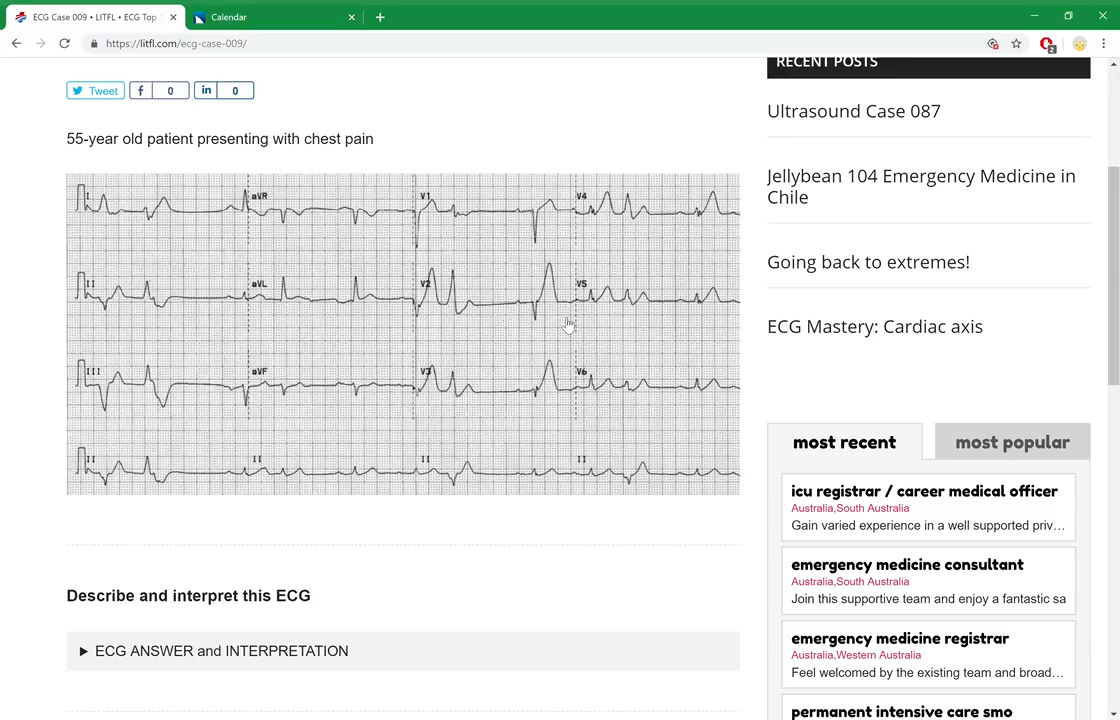 ECG Case 009 • LITFL • ECG Top
Calendar
https://litfl.com/ecg-case-009/
2
Tweet
0
0
RECENT POSTS
Ultrasound Case 087
55-year old patient presenting with chest pain
Jellybean 104 Emergency Medicine in
Chile
Going back to extremes!
ECG Mastery: Cardiac axis
I aVR V1 V4
II aVL V2 V5
III aVF V3 V6
II II II II
most recent
most popular
icu registrar / career medical officer
Australia,South Australia
Gain varied experience in a well supported priv…
emergency medicine consultant
Australia,South Australia
Join this supportive team and enjoy a fantastic sa
Describe and interpret this ECG
emergency medicine registrar
Australia,Western Australia
Feel welcomed by the existing team and broad…
ECG ANSWER and INTERPRETATION
permanent intensive care smo